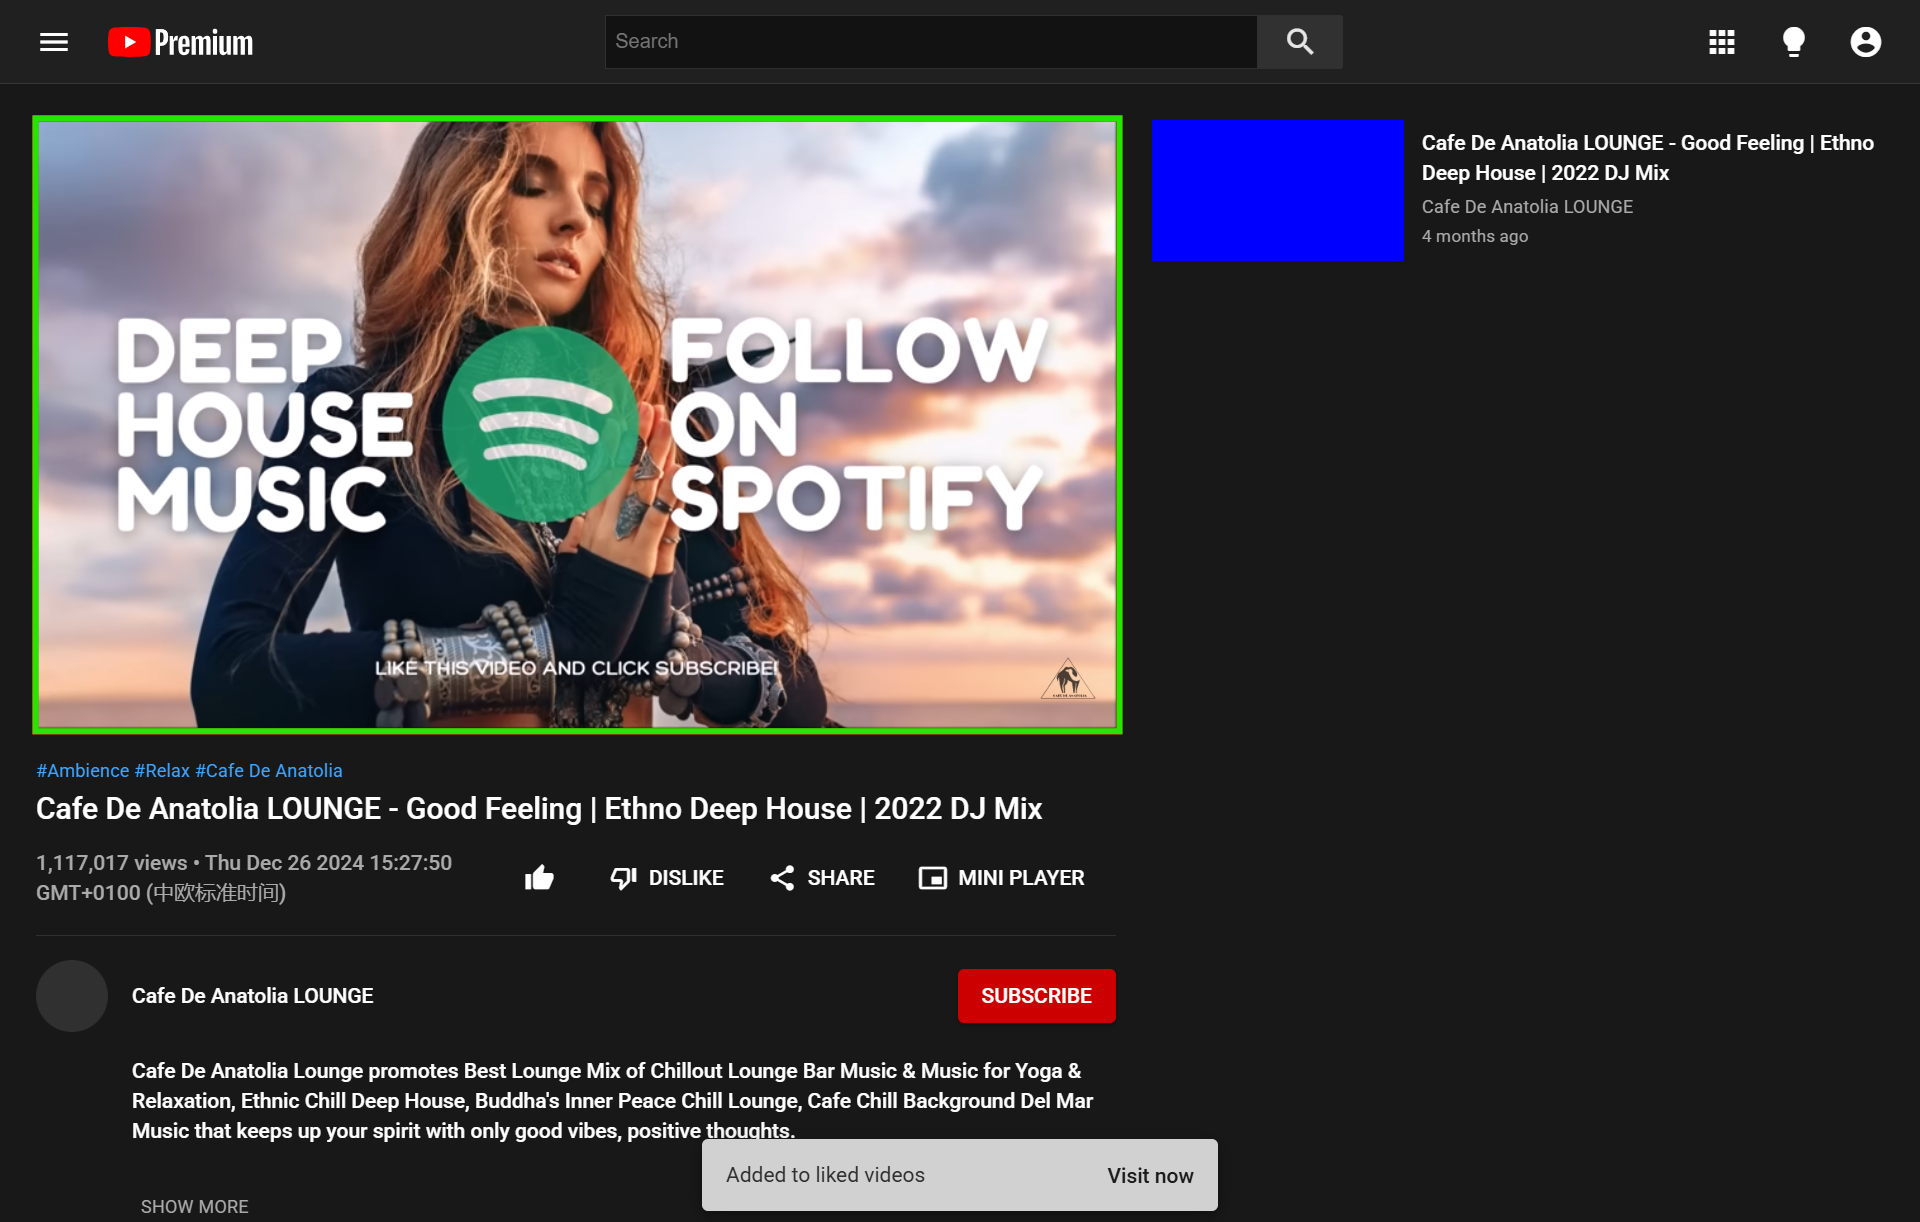 Premium
Search
DEEP
HOUSE
MUSIC
FOLLOW
ON
SPOTIFY
LIKE THIS VIDEO AND CLICK SUBSCRIBE!
#Ambience #Relax #Cafe De Anatolia
Cafe De Anatolia LOUNGE - Good Feeling | Ethno Deep House | 2022 DJ Mix
1,117,017 views • Thu Dec 26 2024 15:27:50
GMT+0100 (中欧标准时间)
DISLIKE
SHARE
MINI PLAYER
Cafe De Anatolia LOUNGE
SUBSCRIBE
Cafe De Anatolia Lounge promotes Best Lounge Mix of Chillout Lounge Bar Music & Music for Yoga &
Relaxation, Ethnic Chill Deep House, Buddha's Inner Peace Chill Lounge, Cafe Chill Background Del Mar
Music that keeps up your spirit with only good vibes, positive thoughts.
SHOW MORE
Cafe De Anatolia LOUNGE - Good Feeling | Ethno
Deep House | 2022 DJ Mix
Cafe De Anatolia LOUNGE
4 months ago
Added to liked videos
Visit now